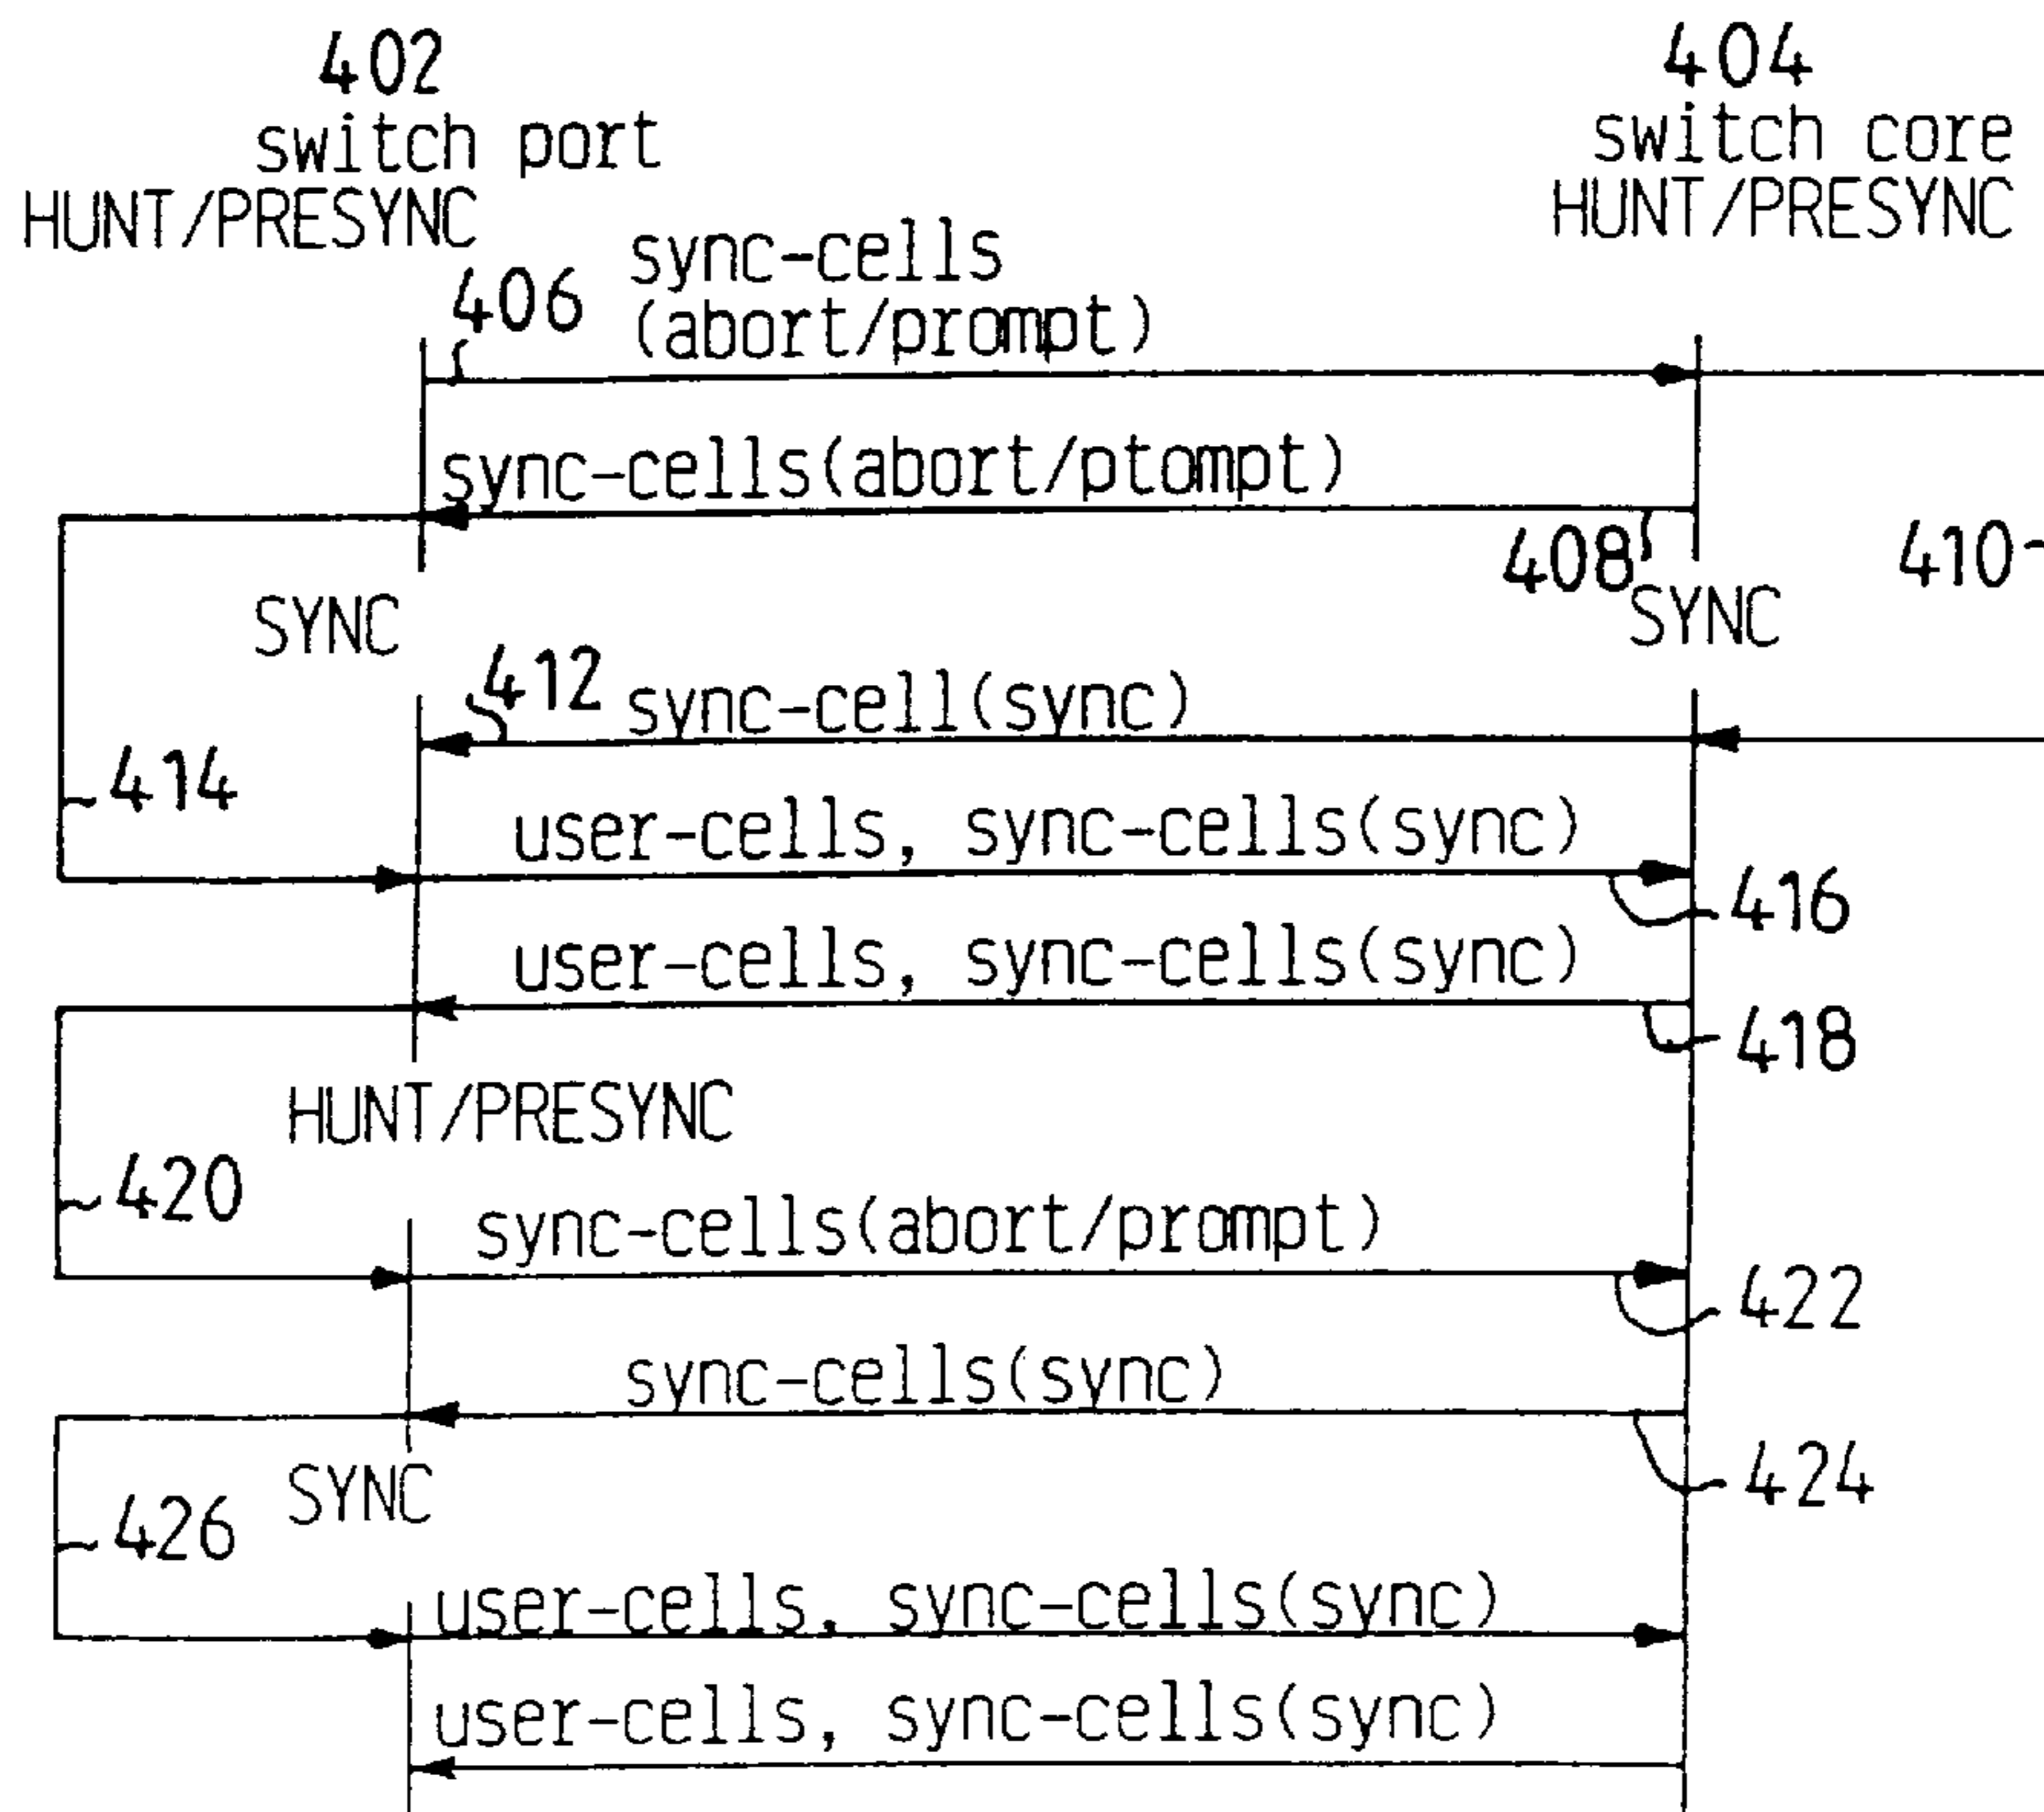 402
404
switch port
switch core
HUNT/PRESYNC
HUNT/PRESYNC
406
sync-cells
(abort/prompt)
sync-cells(abort/ptompt)
408
410
SYNC
SYNC
412
sync-cell(sync)
414
user-cells, sync-cells(sync)
416
user-cells, sync-cells(sync)
418
HUNT/PRESYNC
420
sync-cells(abort/prompt)
422
sync-cells(sync)
424
SYNC
426
user-cells, sync-cells(sync)
user-cells, sync-cells(sync)